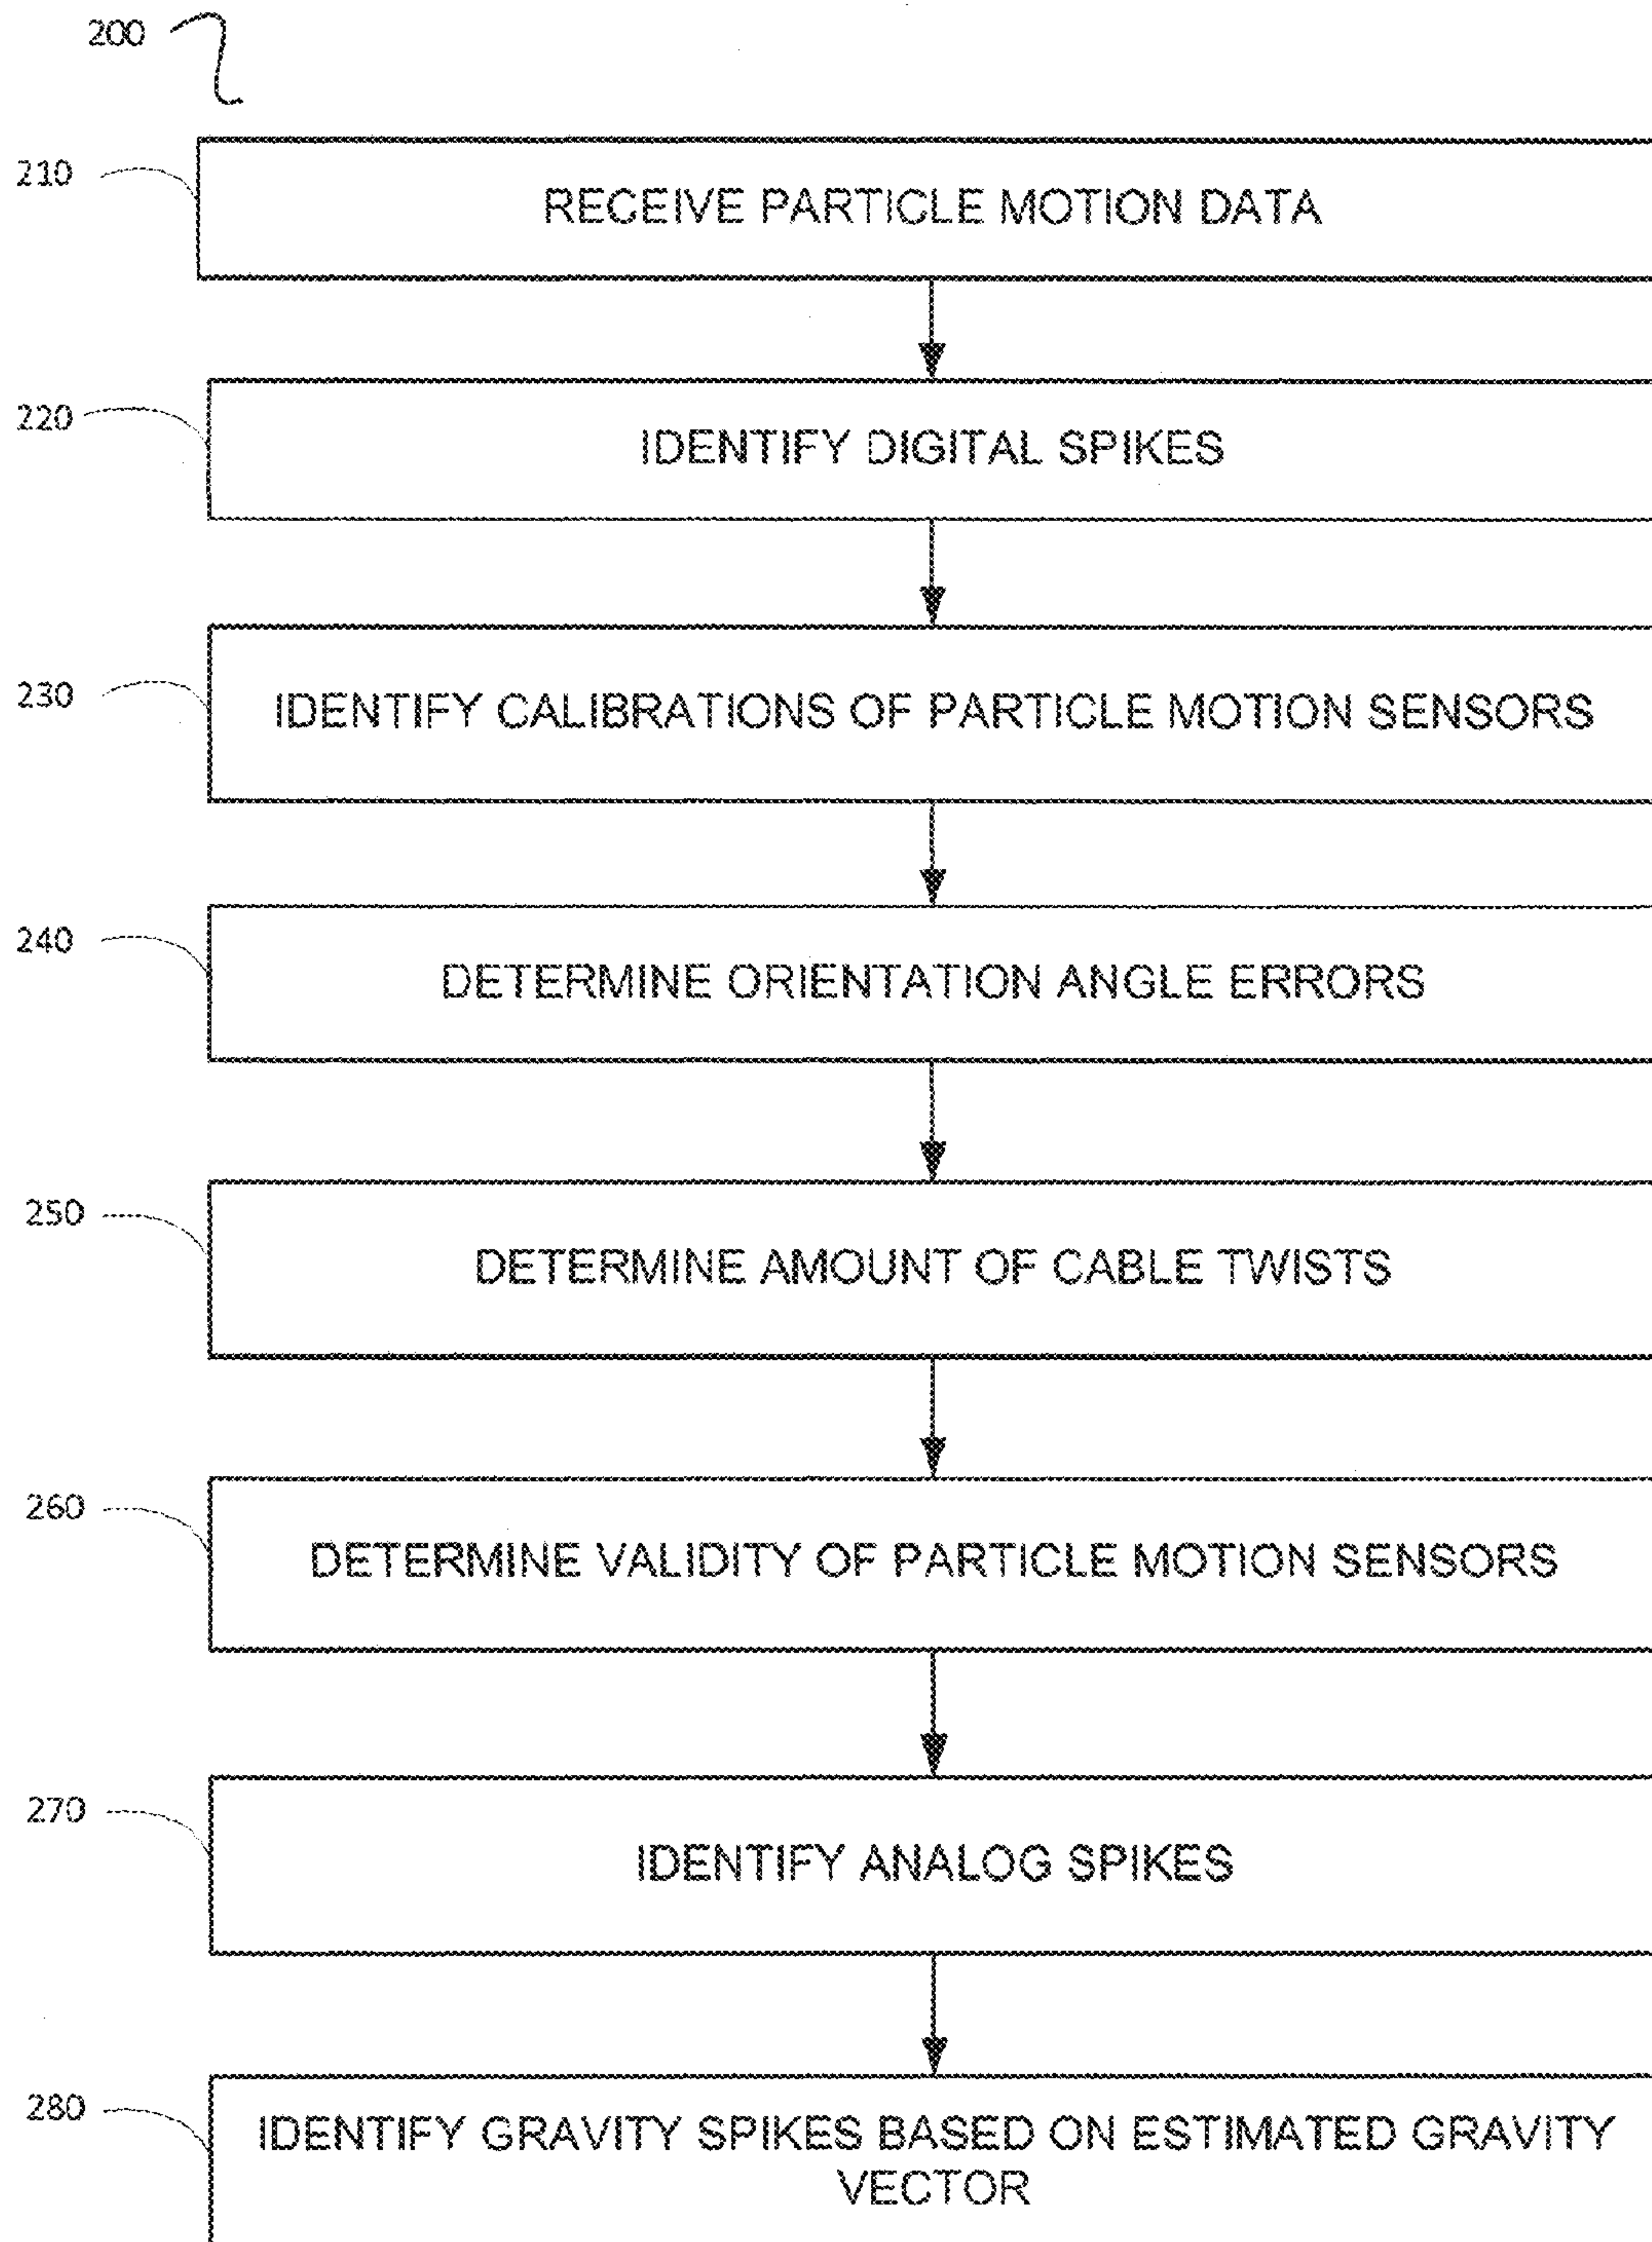 200
210
RECEIVE PARTICLE MOTION DATA
220
IDENTIFY DIGITAL SPIKES
230
IDENTIFY CALIBRATIONS OF PARTICLE MOTION SENSORS
240
DETERMINE ORIENTATION ANGLE ERRORS
250
DETERMINE AMOUNT OF CABLE TWISTS
260
DETERMINE VALIDITY OF PARTICLE MOTION SENSORS
270
IDENTIFY ANALOG SPIKES
280
IDENTIFY GRAVITY SPIKES BASED ON ESTIMATED GRAVITY
VECTOR